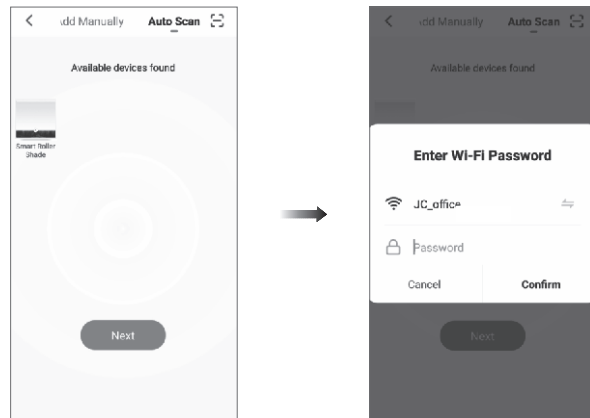 dd Manually Auto Scan
Available devices found
Smart Roller
Shade
Next
dd Manually Auto Scan
Available devices found
Enter Wi-Fi Password
JC_office
Password
Cancel Confirm
Next